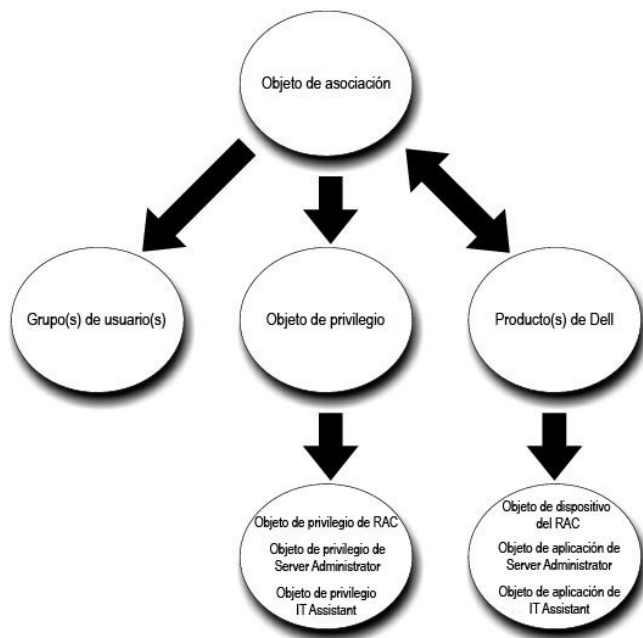 Objeto de asociación
Grupo(s) de usuario(s)
Objeto de privilegio
Producto(s) de Dell
Objeto de privilegio de RAC
Objeto de privilegio de
Server Administrator
Objeto de privilegio
IT Assistant
Objeto de dispositivo
del RAC
Objeto de aplicación de
Server Administrator
Objeto de aplicación de
IT Assistant